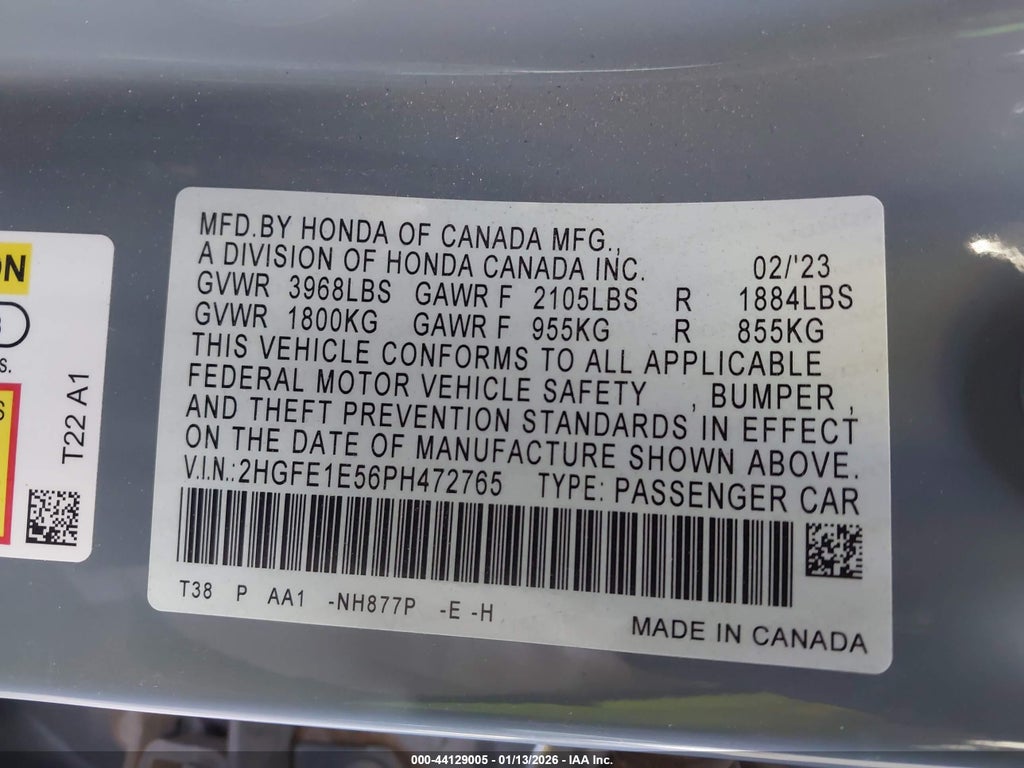 MFD.BY HONDA OF CANADA MFG.,
A DIVISION OF HONDA CANADA INC. 02/'23
GVWR 3968LBS GAWR F 2105LBS R 1884LBS
GVWR 1800KG GAWR F 955KG R 855KG
THIS VEHICLE CONFORMS TO ALL APPLICABLE
FEDERAL MOTOR VEHICLE SAFETY , BUMPER ,
AND THEFT PREVENTION STANDARDS IN EFFECT
ON THE DATE OF MANUFACTURE SHOWN ABOVE.
V.I.N.:2HGFE1E56PH472765 TYPE: PASSENGER CAR
T38 P AA1 -NH877P -E -H
MADE IN CANADA
T22 A1
000-44129005 - 01/13/2026 - IAA Inc.